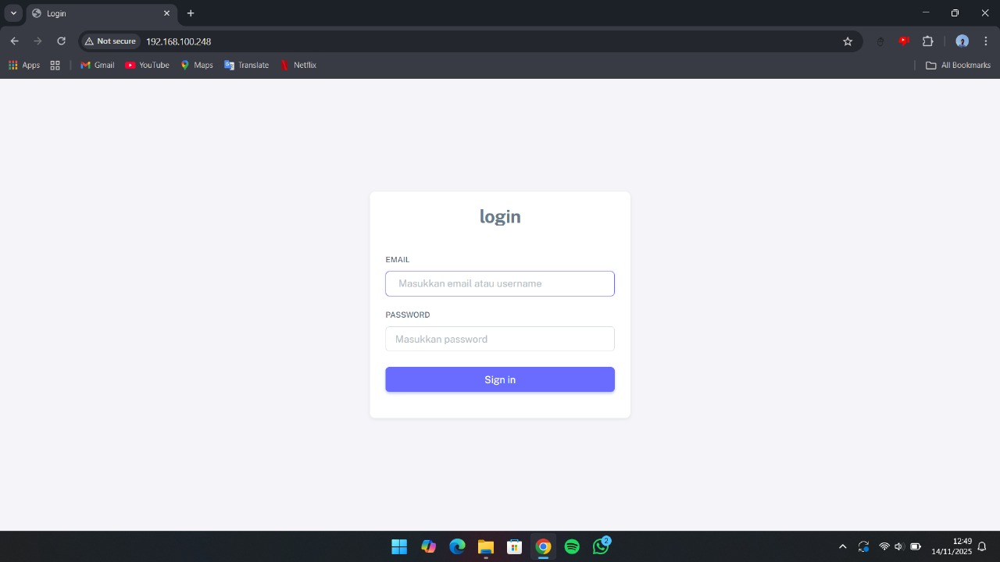 Login
Not secure
192.168.100.248
Apps
Gmail
YouTube
Maps
Translate
Netflix
All Bookmarks
login
EMAIL
Masukkan email atau username
PASSWORD
Masukkan password
Sign in
2
12:49
14/11/2025